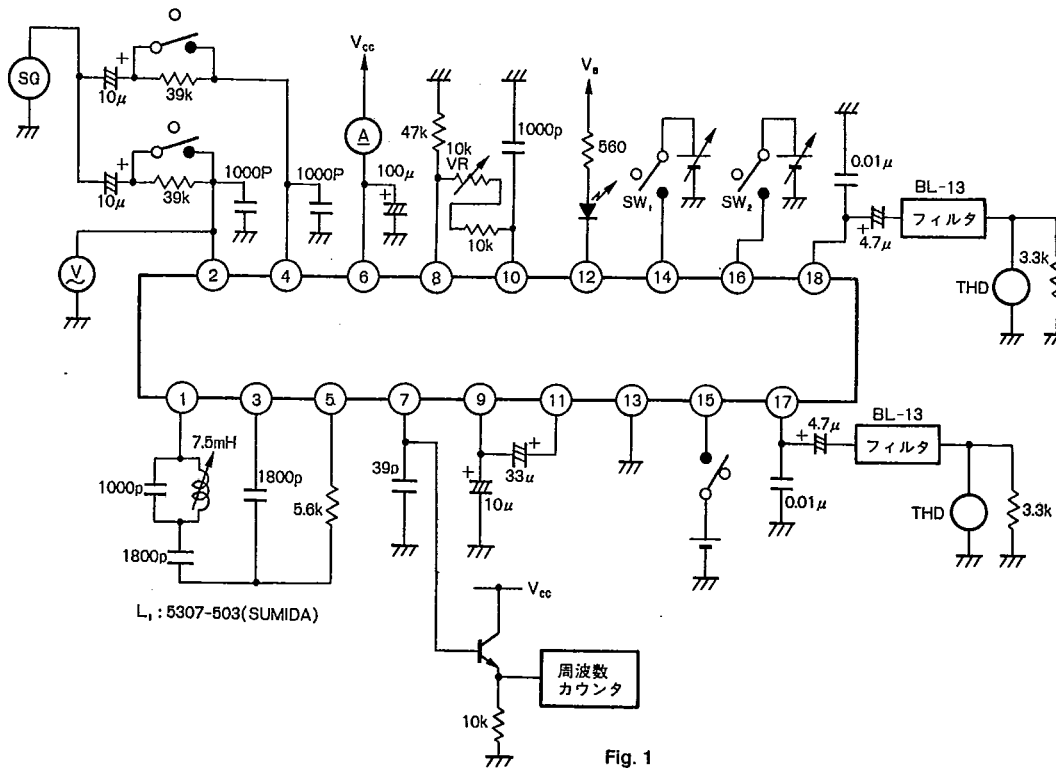 SG
10μ
+
39k
10μ
+
39k
1000P
1000P
V
Vcc
A
100μ
+
47k
10k
VR
10k
1000p
VB
560
SW1
SW2
0.01μ
+
4.7μ
BL-13
フィルタ
THD
3.3k
2
4
6
8
10
12
14
16
18
1
3
5
7
9
11
13
15
17
7.5mH
1000p
1800p
1800p
5.6k
L1 : 5307-503(SUMIDA)
39p
+
10μ
+
33μ
+
4.7μ
0.01μ
BL-13
フィルタ
THD
3.3k
Vcc
10k
周波数
カウンタ
Fig. 1